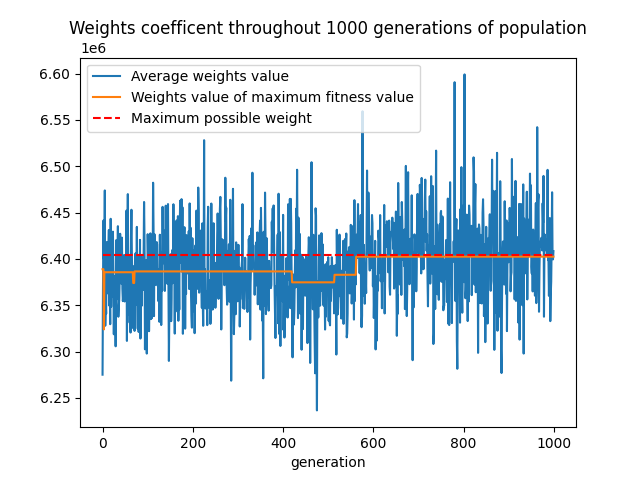 Weights coefficent throughout 1000 generations of population
1e6
6.60
6.55
6.50
6.45
6.40
6.35
6.30
6.25
Average weights value
Weights value of maximum fitness value
Maximum possible weight
0 200 400 600 800 1000
generation